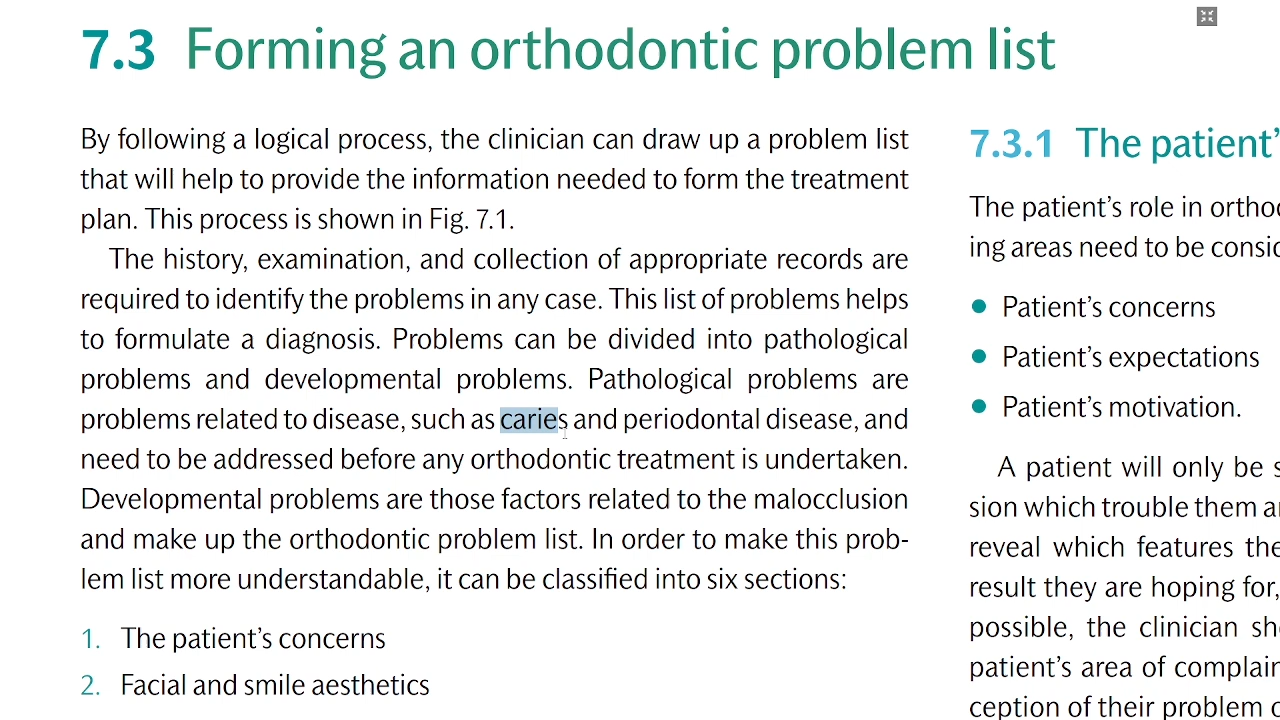 7.3 Forming an orthodontic problem list
By following a logical process, the clinician can draw up a problem list
that will help to provide the information needed to form the treatment
plan. This process is shown in Fig. 7.1.
The history, examination, and collection of appropriate records are
required to identify the problems in any case. This list of problems helps
to formulate a diagnosis. Problems can be divided into pathological
problems and developmental problems. Pathological problems are
problems related to disease, such as caries and periodontal disease, and
need to be addressed before any orthodontic treatment is undertaken.
Developmental problems are those factors related to the malocclusion
and make up the orthodontic problem list. In order to make this prob-
lem list more understandable, it can be classified into six sections:
1. The patient's concerns
2. Facial and smile aesthetics
7.3.1 The patient'
The patient's role in
ing areas need to be
• Patient's concerns
• Patient's expectations
• Patient's motivation.
A patient will only be
sion which trouble them
reveal which features
result they are hoping for,
possible, the clinician
patient's area of
ception of their problem